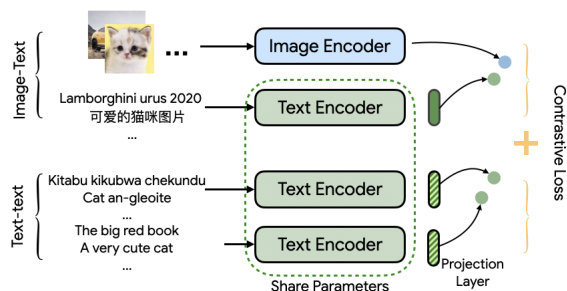 Image-Text
...
Image Encoder
Lamborghini urus 2020
可爱的猫咪图片
...
Text Encoder
Text-text
Kitabu kikubwa chekundu
Cat an-gleoite
...
Text Encoder
The big red book
A very cute cat
...
Text Encoder
Projection
Layer
Share Parameters
+
Contrastive Loss